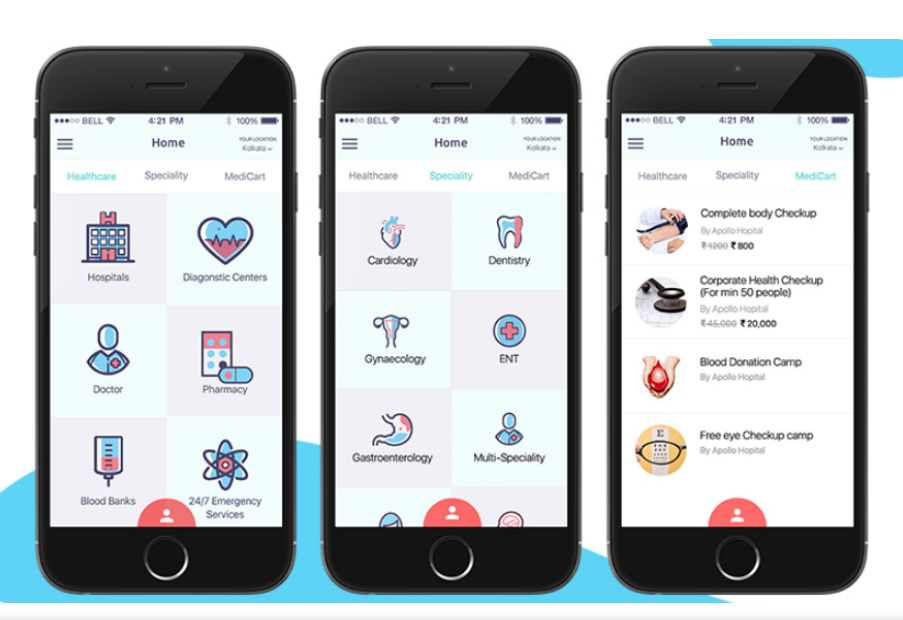 BELL 4:21 PM 100%
Home
YOUR LOCATION
Kolkata
Healthcare Speciality MediCart
Hospitals Diagonstic Centers
Doctor Pharmacy
Blood Banks 24/7 Emergency
Services
BELL 4:21 PM 100%
Home
YOUR LOCATION
Kolkata
Healthcare Speciality MediCart
Cardiology Dentistry
Gynaecology ENT
Gastroenterology Multi-Speciality
BELL 4:21 PM 100%
Home
YOUR LOCATION
Kolkata
Healthcare Speciality MediCart
Complete body Checkup
By Apollo Hopital
₹ 1200 ₹ 800
Corporate Health Checkup
(For min 50 people)
By Apollo Hopital
₹ 45,000 ₹ 20,000
Blood Donation Camp
By Apollo Hopital
E
Free eye Checkup camp
By Apollo Hopital